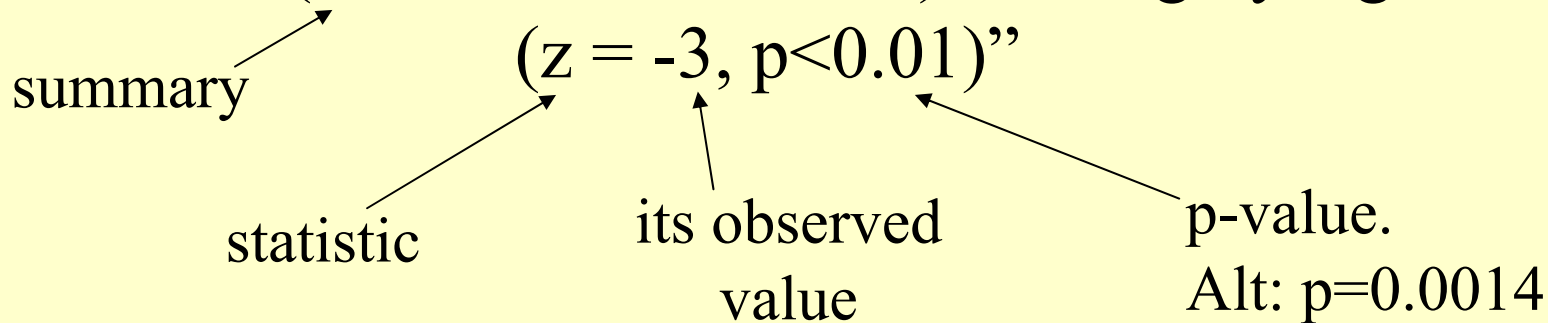 (z = -3, p<0.01)”
summary
statistic
its observed
value
p-value.
Alt: p=0.0014